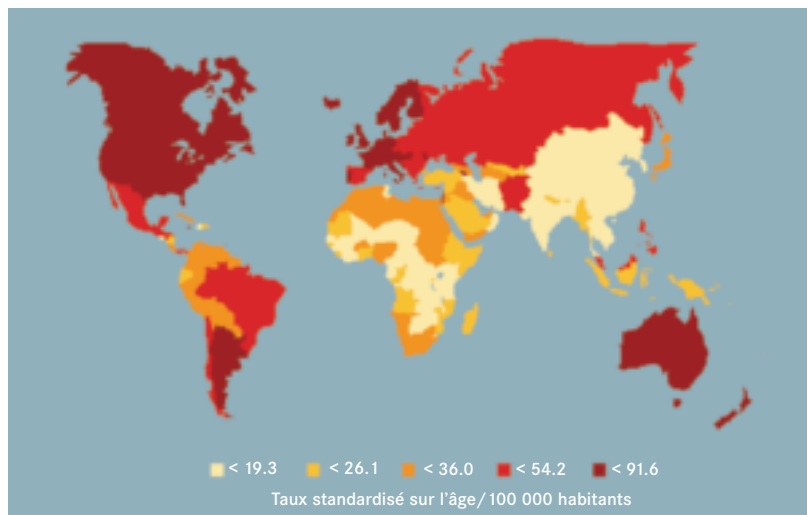 < 19.3 < 26.1 < 36.0 < 54.2 < 91.6
Taux standardisé sur l'âge/100 000 habitants